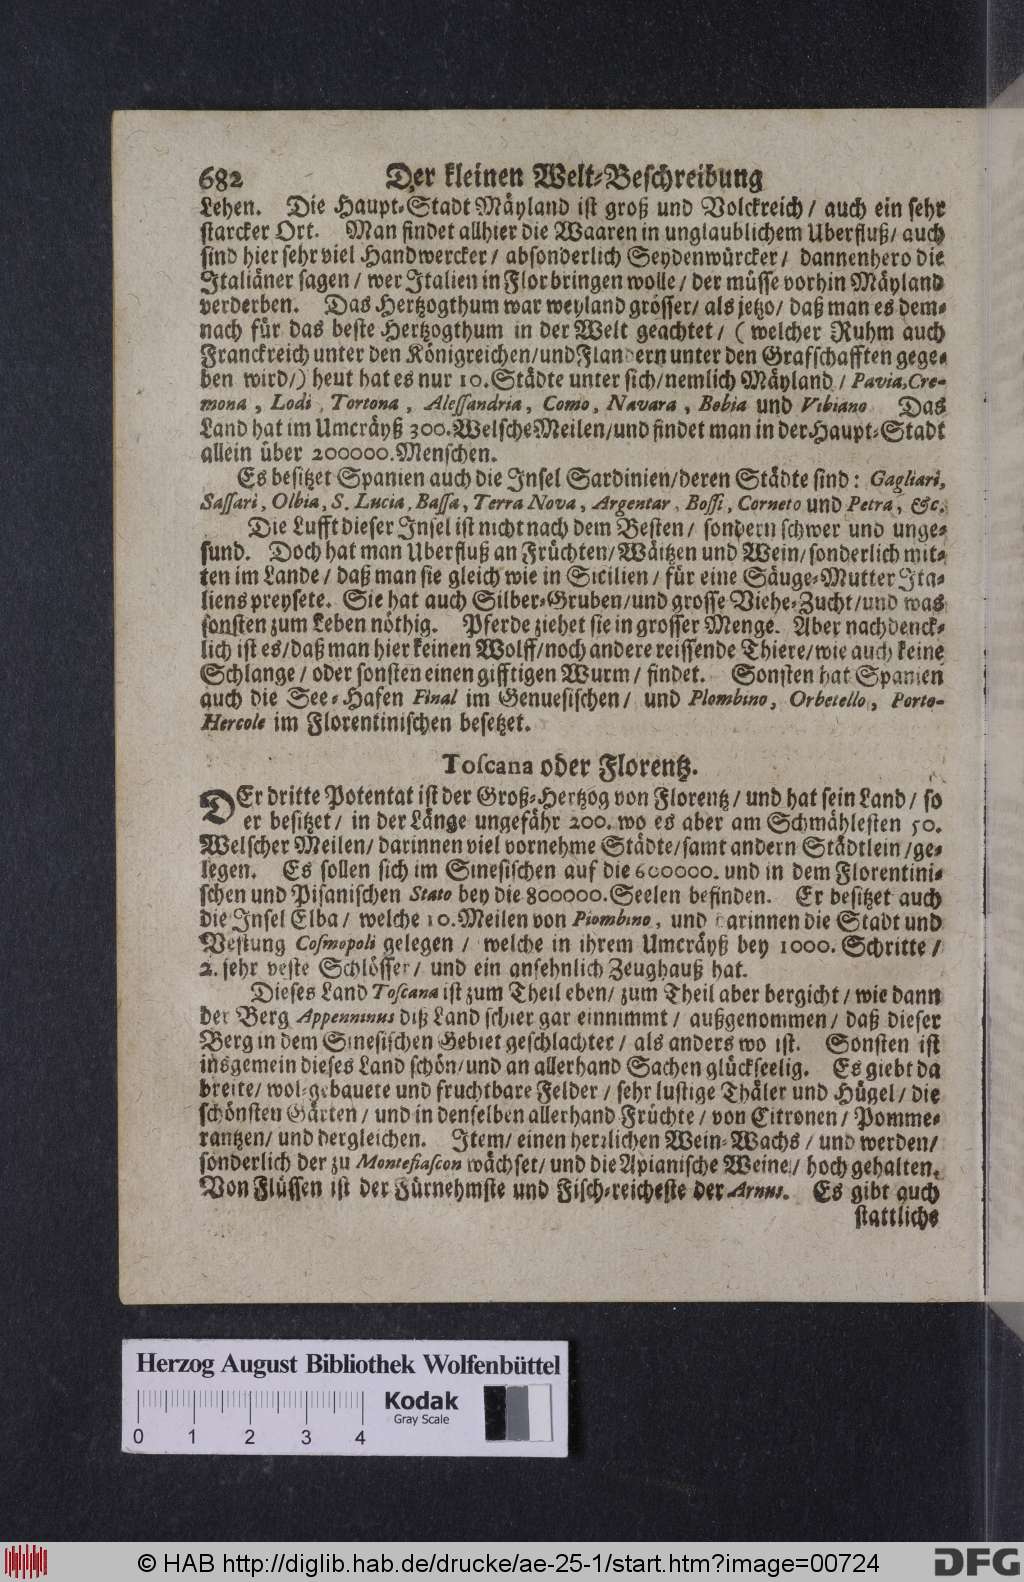 682 Der kleinen Welt-Beschreibung
Lehen. Die Haupt-Stadt Mäyland ist groß und Volckreich / auch ein sehr
starcker Ort. Man findet allhier die Waaren in unglaublichem Uberfluß / auch
sind hier sehr viel Handwercker / absonderlich Seydenwürcker / dannenhero die
Italiäner sagen / wer Italien in Flor bringen wolle / der müsse vorhin Mäyland
verderben. Das Hertzogthum war weyland grösser / als jetzo / daß man es dem-
nach für das beste Hertzogthum in der Welt geachtet / ( welcher Ruhm auch
Franckreich unter den Königreichen / und Flandern unter den Grafschafften gege-
ben wird /) heut hat es nur 10. Städte unter sich / nemlich Mäyland / Pavia, Cre-
mona, Lodi, Tortona, Alessandria, Como, Navara, Bobia und Vibiano Das
Land hat im Umcräyß 300. Welsche Meilen / und findet man in der Haupt-Stadt
allein über 200000. Menschen.
Es besitzet Spanien auch die Insel Sardinien / deren Städte sind: Gagliari,
Sassari, Olbia, S. Lucia, Bassa, Terra Nova, Argentar, Bossi, Corneto und Petra, &c.
Die Lufft dieser Insel ist nicht nach dem Besten / sondern schwer und unge-
sund. Doch hat man Uberfluß an Früchten / Wäitzen und Wein / sonderlich mit-
ten im Lande / daß man sie gleich wie in Sicilien / für eine Säuge-Mutter Ita-
liens preysete. Sie hat auch Silber-Gruben / und grosse Viehe-Zucht / und was
sonsten zum Leben nöthig. Pferde ziehet sie in grosser Menge. Aber nachdenck-
lich ist es / daß man hier keinen Wolff / noch andere reissende Thiere / wie auch keine
Schlange / oder sonsten einen gifftigen Wurm / findet. Sonsten hat Spanien
auch die See-Hafen Final im Genuesischen / und Plombino, Orbetello, Porto-
Hercole im Florentinischen besetzet.
Toscana oder Florentz.
DEr dritte Potentat ist der Groß-Hertzog von Florentz / und hat sein Land / so
er besitzet / in der Länge ungefähr 200. wo es aber am Schmählesten 50.
Welscher Meilen / darinnen viel vornehme Städte / samt andern Städtlein / ge-
legen. Es sollen sich im Sinesischen auf die 600000. und in dem Florentini-
schen und Pisanischen Stato bey die 800000. Seelen befinden. Er besitzet auch
die Insel Elba / welche 10. Meilen von Piombino, und darinnen die Stadt und
Vestung Cosmopoli gelegen / welche in ihrem Umcräyß bey 1000. Schritte /
2. sehr veste Schlösser / und ein ansehnlich Zeughauß hat.
Dieses Land Toscana ist zum Theil eben / zum Theil aber bergicht / wie dann
der Berg Appenninus diß Land schier gar einnimmt / außgenommen / daß dieser
Berg in dem Sinesischen Gebiet geschlachter / als anders wo ist. Sonsten ist
insgemein dieses Land schön / und an allerhand Sachen glückseelig. Es giebt da
breite / wol-gebauete und fruchtbare Felder / sehr lustige Thäler und Hügel / die
schönsten Gärten / und in denselben allerhand Früchte / von Citronen / Pomme-
rantzen / und dergleichen. Item / einen herrlichen Wein-Wachs / und werden /
sonderlich der zu Montefiascon wächset / und die Apianische Weine / hoch gehalten.
Von Flüssen ist der Fürnehmste und Fisch-reicheste der Arnus. Es gibt auch
stattliche
Herzog August Bibliothek Wolfenbüttel
Kodak
Gray Scale
0 1 2 3 4
© HAB http://diglib.hab.de/drucke/ae-25-1/start.htm?image=00724
DFG